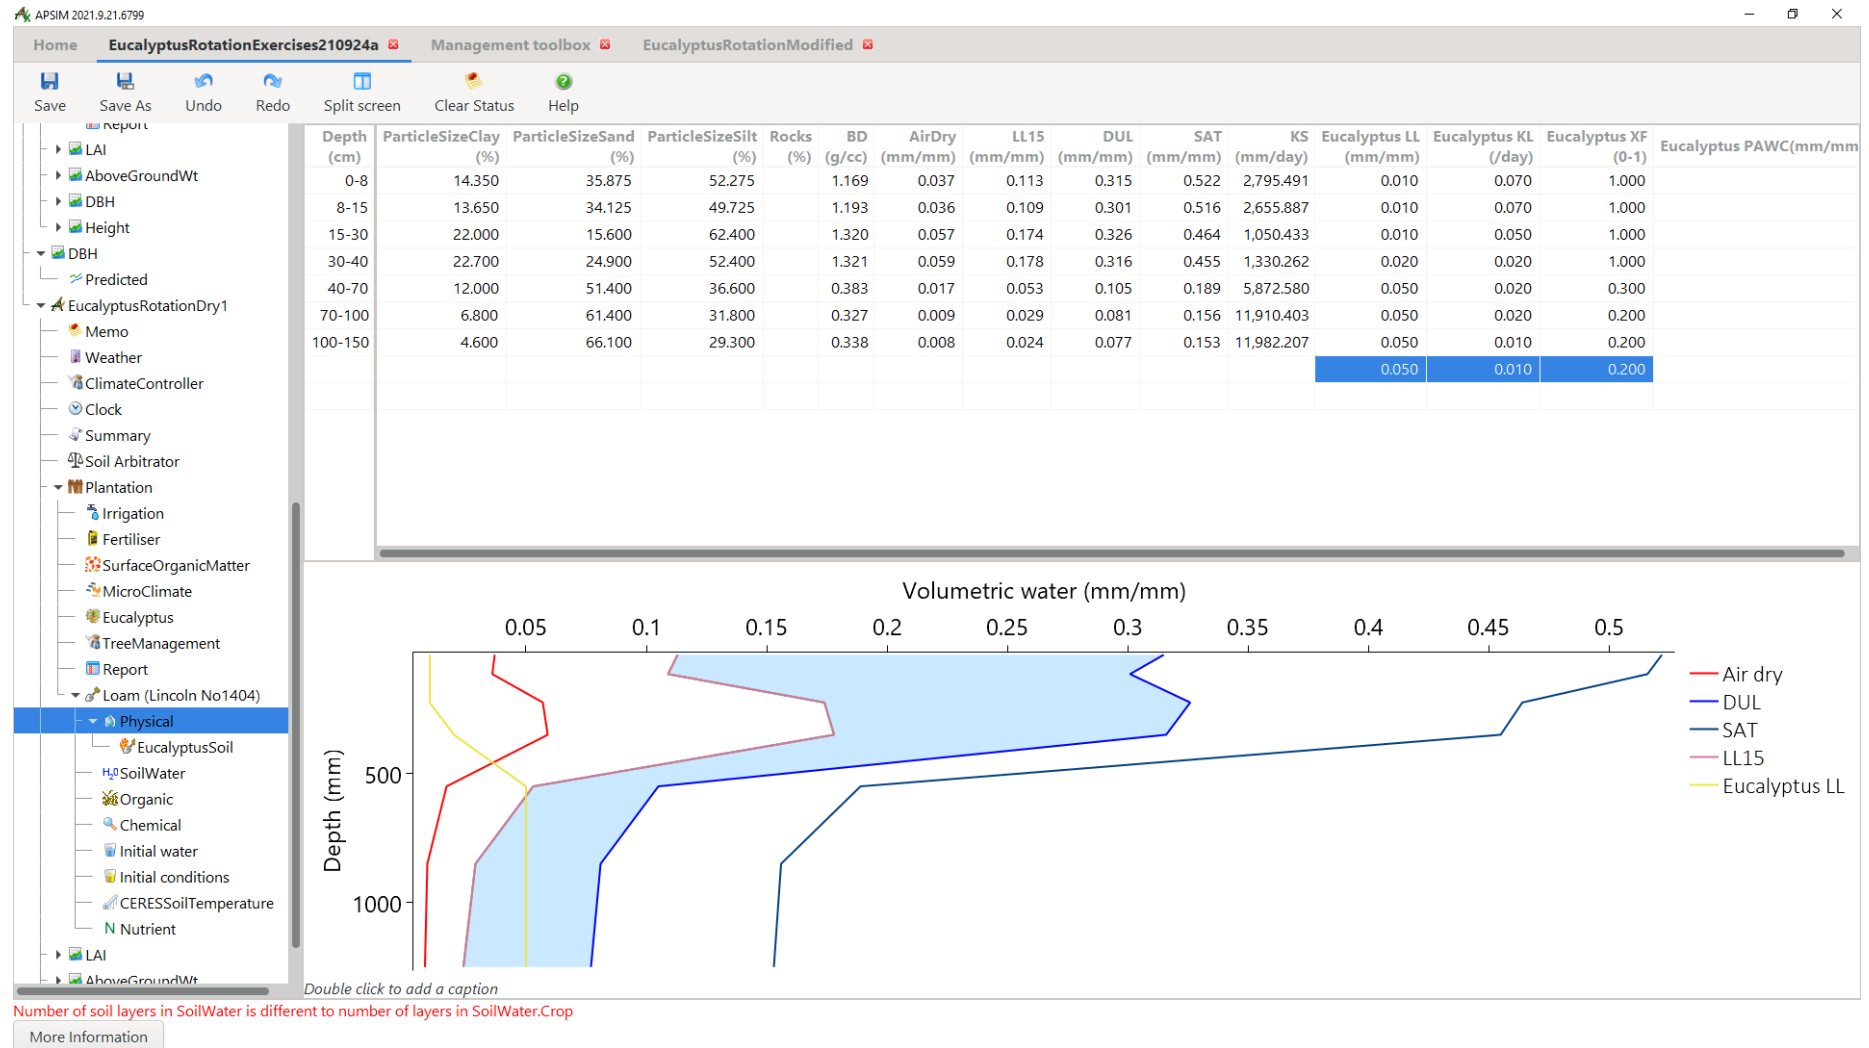 APSIM 2021.9.21.6799
Home EucalyptusRotationExercises210924a Management toolbox EucalyptusRotationModified
Save Save As Undo Redo Split screen Clear Status Help
Report
LAI
AboveGroundWt
DBH
Height
DBH
Predicted
EucalyptusRotationDry1
Memo
Weather
ClimateController
Clock
Summary
Soil Arbitrator
Plantation
Irrigation
Fertiliser
SurfaceOrganicMatter
MicroClimate
Eucalyptus
TreeManagement
Report
Loam (Lincoln No1404)
Physical
EucalyptusSoil
H₂0 SoilWater
Organic
Chemical
Initial water
Initial conditions
CERESSoilTemperature
N Nutrient
LAI
AboveGroundWt
Depth ParticleSizeClay ParticleSizeSand ParticleSizeSilt Rocks BD AirDry LL15 DUL SAT KS Eucalyptus LL Eucalyptus KL Eucalyptus XF Eucalyptus PAWC(mm/mm
(cm) (%) (%) (%) (%) (g/cc) (mm/mm) (mm/mm) (mm/mm) (mm/mm) (mm/day) (mm/mm) (/day) (0-1)
0-8 14.350 35.875 52.275 1.169 0.037 0.113 0.315 0.522 2,795.491 0.010 0.070 1.000
8-15 13.650 34.125 49.725 1.193 0.036 0.109 0.301 0.516 2,655.887 0.010 0.070 1.000
15-30 22.000 15.600 62.400 1.320 0.057 0.174 0.326 0.464 1,050.433 0.010 0.050 1.000
30-40 22.700 24.900 52.400 1.321 0.059 0.178 0.316 0.455 1,330.262 0.020 0.020 1.000
40-70 12.000 51.400 36.600 0.383 0.017 0.053 0.105 0.189 5,872.580 0.050 0.020 0.300
70-100 6.800 61.400 31.800 0.327 0.009 0.029 0.081 0.156 11,910.403 0.050 0.020 0.200
100-150 4.600 66.100 29.300 0.338 0.008 0.024 0.077 0.153 11,982.207 0.050 0.010 0.200
0.050 0.010 0.200
Volumetric water (mm/mm)
0.05 0.1 0.15 0.2 0.25 0.3 0.35 0.4 0.45 0.5
Depth (mm)
500
1000
Air dry
DUL
SAT
LL15
Eucalyptus LL
Double click to add a caption
Number of soil layers in SoilWater is different to number of layers in SoilWater.Crop
More Information